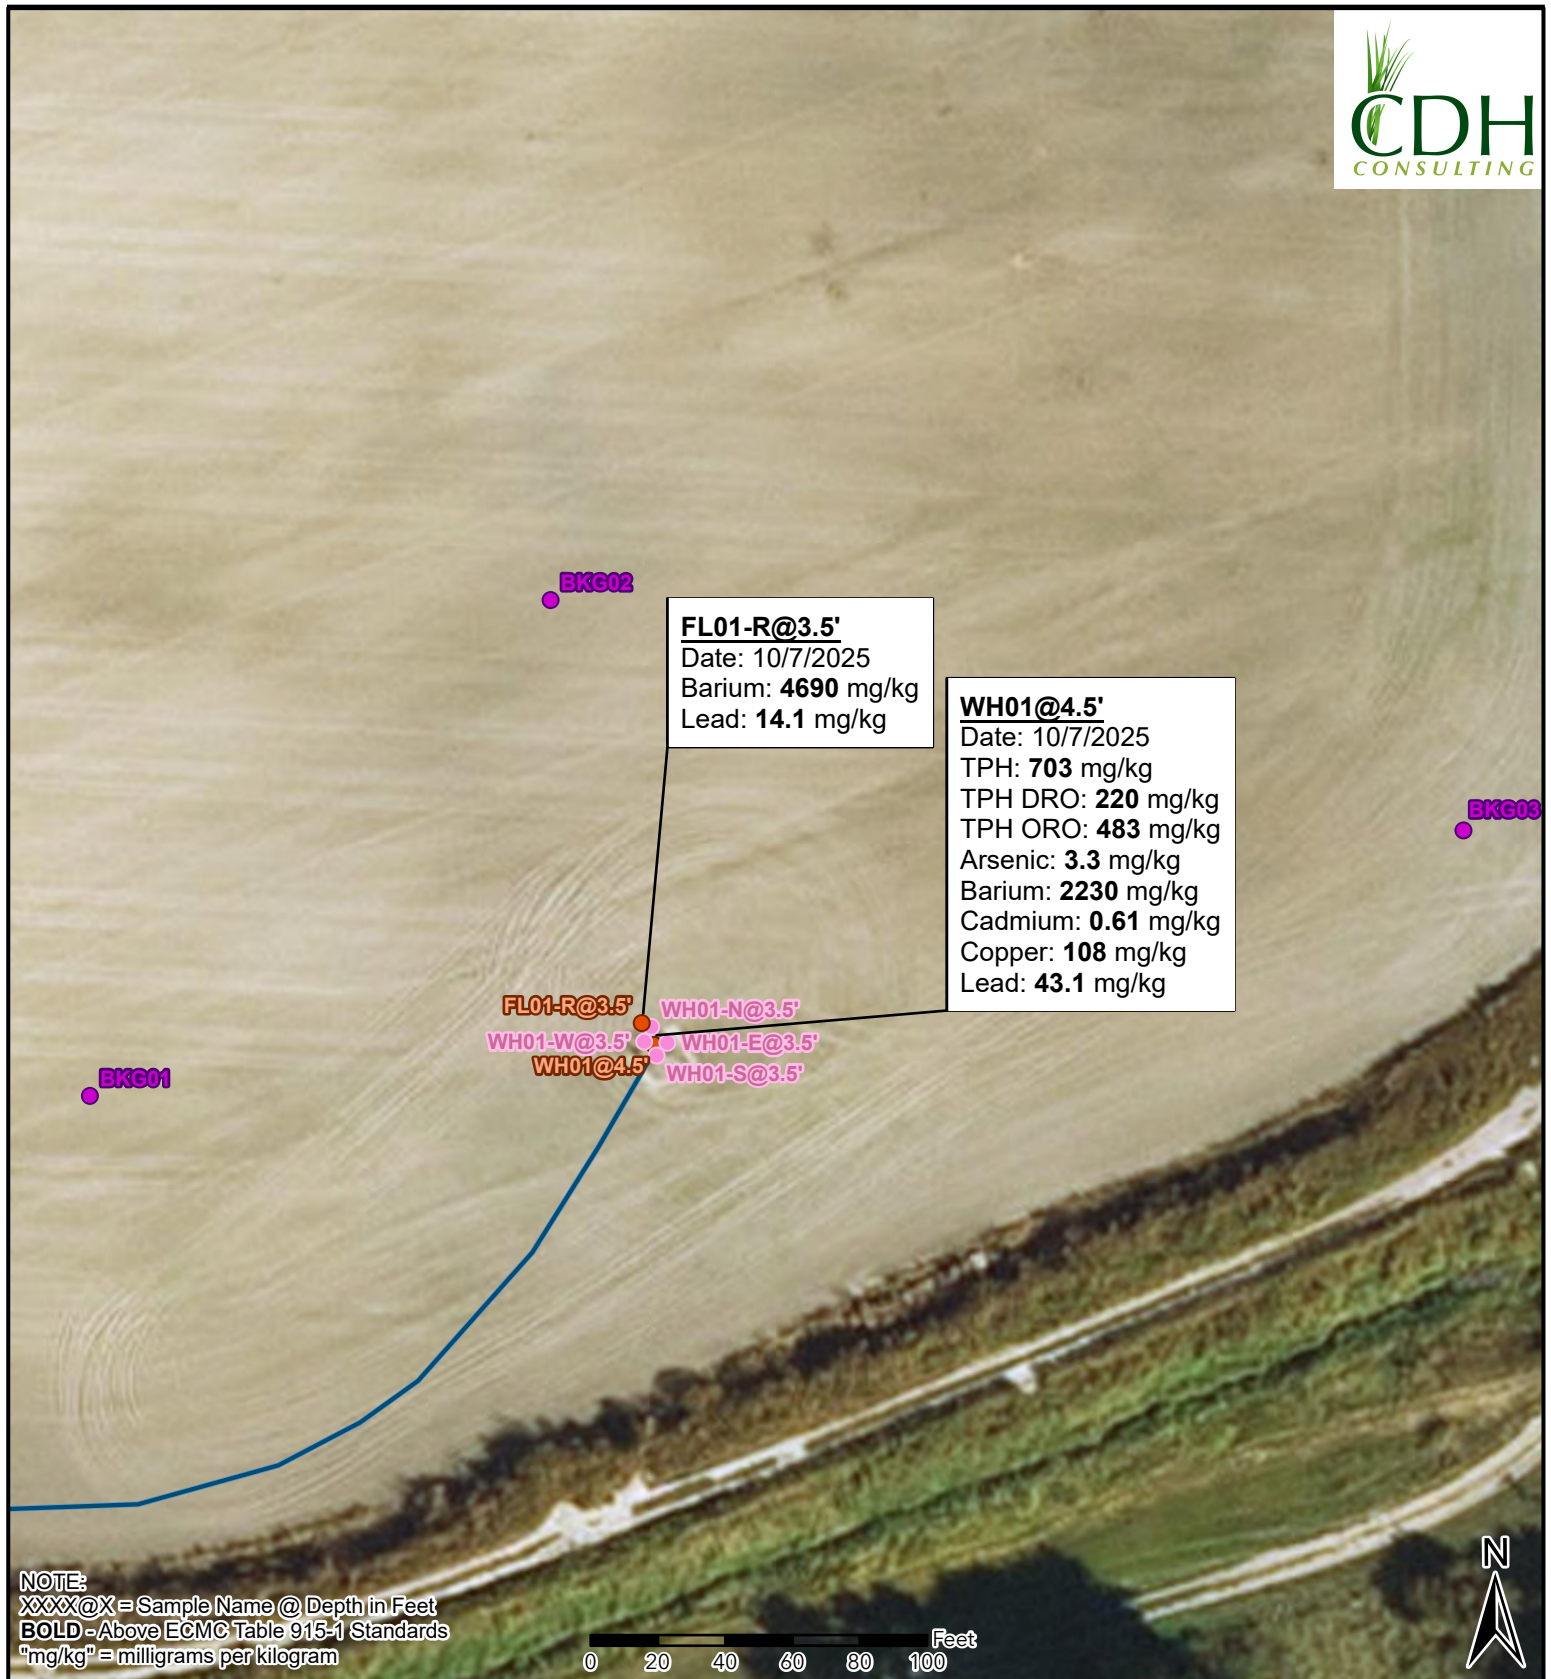 CDH
CONSULTING
BKG02
FL01-R@3.5'
Date: 10/7/2025
Barium: 4690 mg/kg
Lead: 14.1 mg/kg
WH01@4.5'
Date: 10/7/2025
TPH: 703 mg/kg
TPH DRO: 220 mg/kg
TPH ORO: 483 mg/kg
Arsenic: 3.3 mg/kg
Barium: 2230 mg/kg
Cadmium: 0.61 mg/kg
Copper: 108 mg/kg
Lead: 43.1 mg/kg
BKG03
FL01-R@3.5'
WH01-N@3.5'
WH01-W@3.5'
WH01-E@3.5'
WH01@4.5'
WH01-S@3.5'
BKG01
NOTE:
XXXX@X = Sample Name @ Depth in Feet
BOLD - Above ECMC Table 915-1 Standards
"mg/kg" = milligrams per kilogram
Feet
0 20 40 60 80 100
N